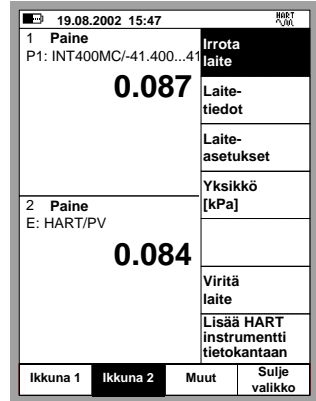 19.08.2002 15:47
HART
1 Paine
P1: INT400MC/-41.400...41
0.087
2 Paine
E: HART/PV
0.084
Irrota
laite
Laite-
tiedot
Laite-
asetukset
Yksikkö
[kPa]
Viritä
laite
Lisää HART
instrumentti
tietokantaan
Ikkuna 1
Ikkuna 2
Muut
Sulje
valikko